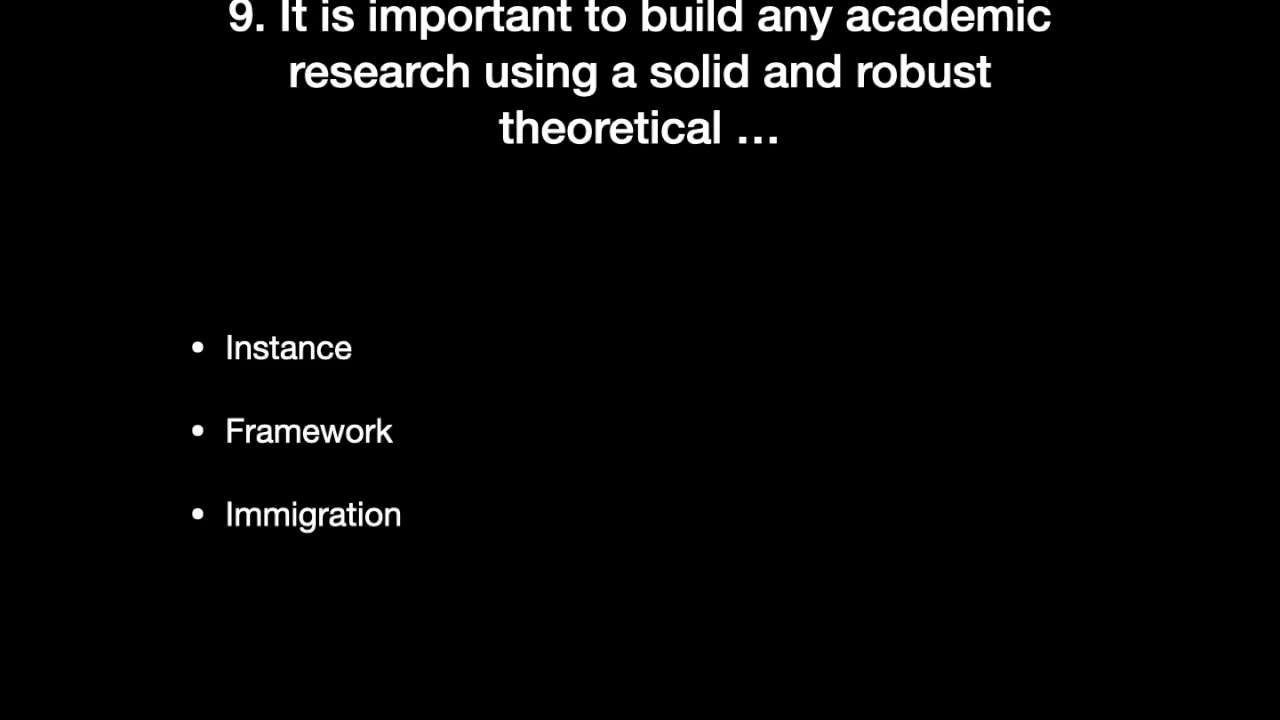 9. It is important to build any academic
research using a solid and robust
theoretical …
• Instance
• Framework
• Immigration